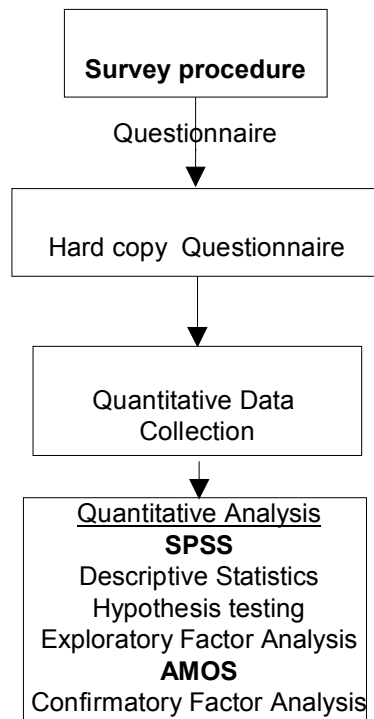 Survey procedure
Questionnaire
Hard copy Questionnaire
Quantitative Data
Collection
Quantitative Analysis
SPSS
Descriptive Statistics
Hypothesis testing
Exploratory Factor Analysis
AMOS
Confirmatory Factor Analysis